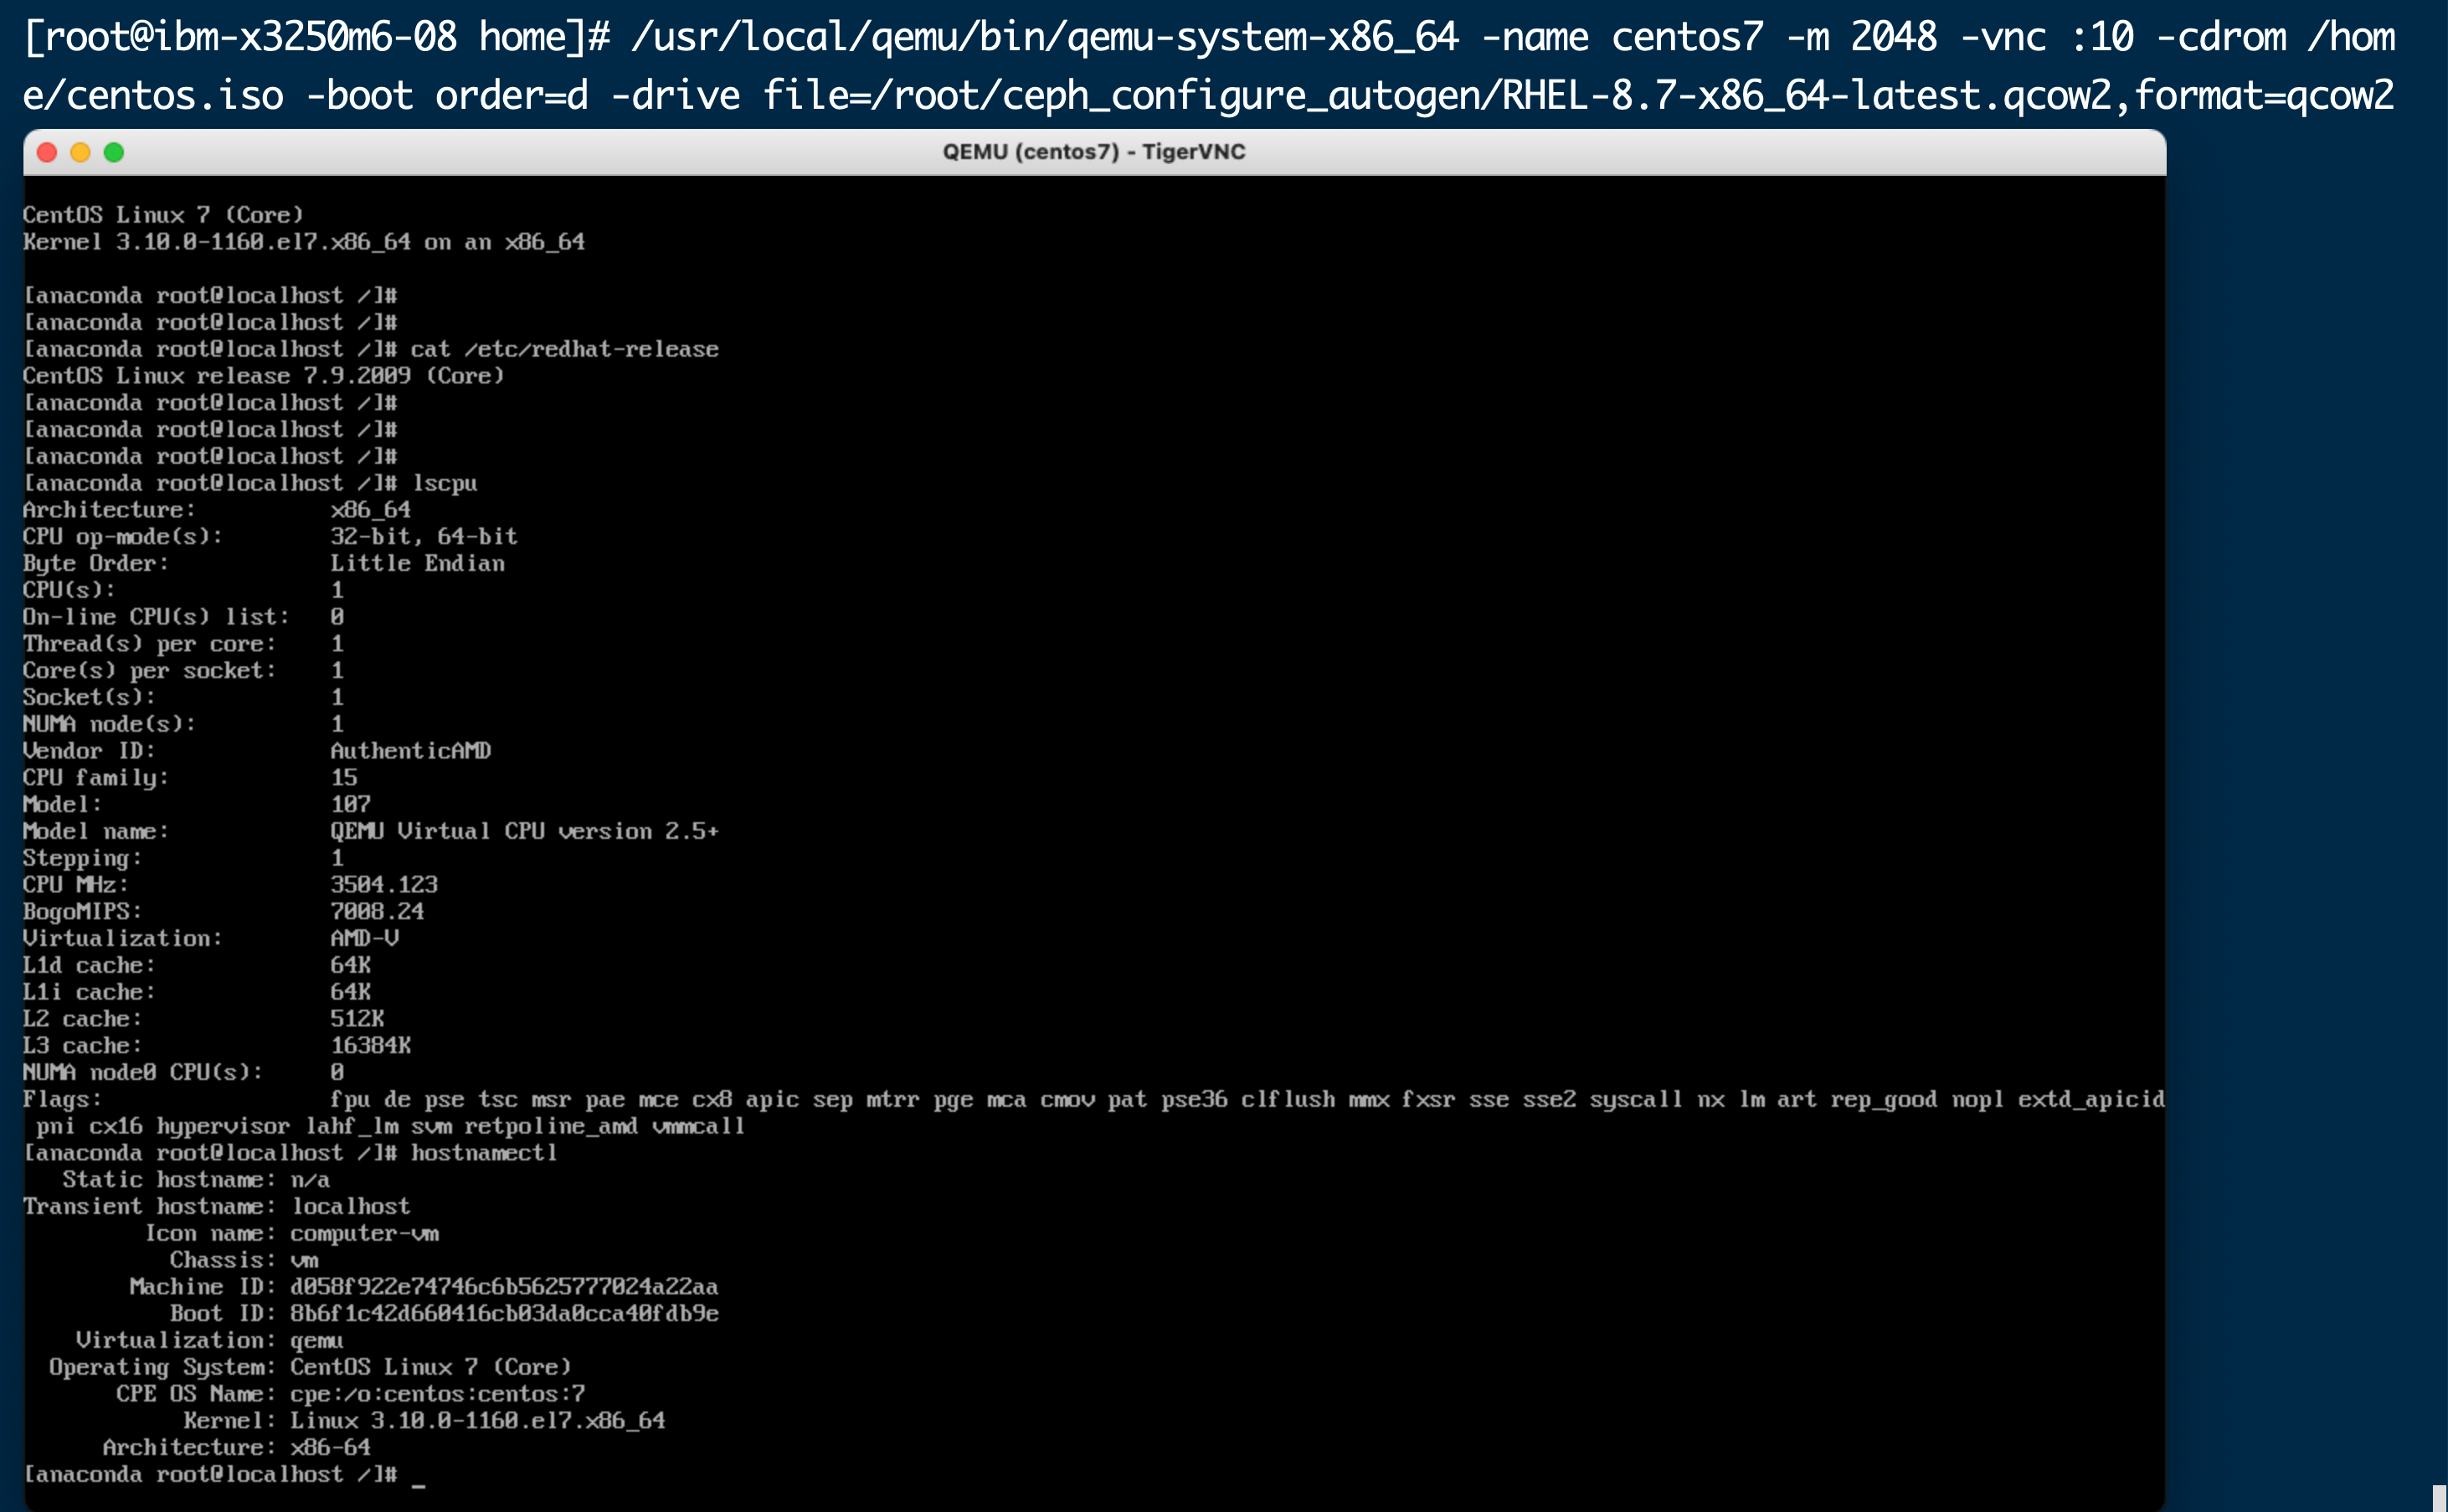 [root@ibm-x3250m6-08 home]# /usr/local/qemu/bin/qemu-system-x86_64 -name centos7 -m 2048 -vnc :10 -cdrom /hom
e/centos.iso -boot order=d -drive file=/root/ceph_configure_autogen/RHEL-8.7-x86_64-latest.qcow2,format=qcow2
QEMU (centos7) - TigerVNC
CentOS Linux 7 (Core)
Kernel 3.10.0-1160.el7.x86_64 on an x86_64
[anaconda root@localhost /]#
[anaconda root@localhost /]#
[anaconda root@localhost /]# cat /etc/redhat-release
CentOS Linux release 7.9.2009 (Core)
[anaconda root@localhost /]#
[anaconda root@localhost /]#
[anaconda root@localhost /]#
[anaconda root@localhost /]# lscpu
Architecture:          x86_64
CPU op-mode(s):        32-bit, 64-bit
Byte Order:            Little Endian
CPU(s):                1
On-line CPU(s) list:   0
Thread(s) per core:    1
Core(s) per socket:    1
Socket(s):             1
NUMA node(s):          1
Vendor ID:             AuthenticAMD
CPU family:            15
Model:                 107
Model name:            QEMU Virtual CPU version 2.5+
Stepping:              1
CPU MHz:               3504.123
BogoMIPS:              7008.24
Virtualization:        AMD-V
L1d cache:             64K
L1i cache:             64K
L2 cache:              512K
L3 cache:              16384K
NUMA node0 CPU(s):     0
Flags:                 fpu de pse tsc msr pae mce cx8 apic sep mtrr pge mca cmov pat pse36 clflush mmx fxsr sse sse2 syscall nx lm art rep_good nopl extd_apicid
 pni cx16 hypervisor lahf_lm svm retpoline_amd vmmcall
[anaconda root@localhost /]# hostnamectl
   Static hostname: n/a
Transient hostname: localhost
         Icon name: computer-vm
           Chassis: vm
        Machine ID: d058f922e74746c6b5625777024a22aa
           Boot ID: 8b6f1c42d660416cb03da0cca40fdb9e
    Virtualization: qemu
  Operating System: CentOS Linux 7 (Core)
       CPE OS Name: cpe:/o:centos:centos:7
            Kernel: Linux 3.10.0-1160.el7.x86_64
      Architecture: x86-64
[anaconda root@localhost /]# _